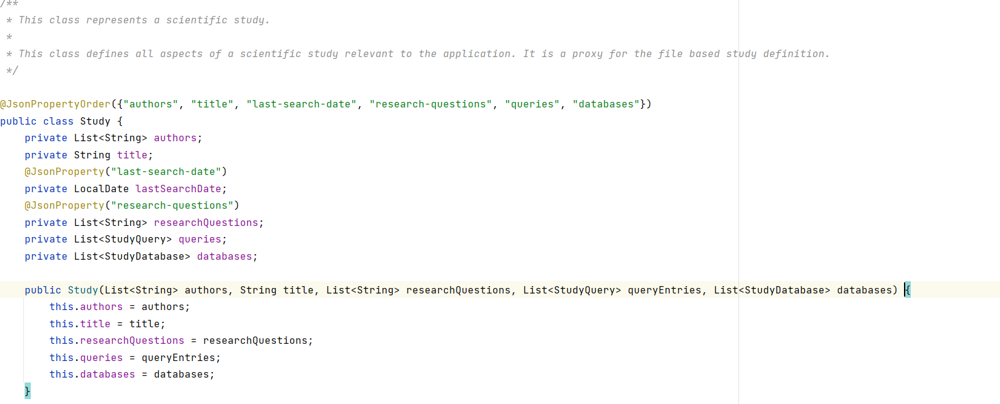 /**
 * This class represents a scientific study.
 *
 * This class defines all aspects of a scientific study relevant to the application. It is a proxy for the file based study definition.
 */
@JsonPropertyOrder({"authors", "title", "last-search-date", "research-questions", "queries", "databases"})
public class Study {
    private List<String> authors;
    private String title;
    @JsonProperty("last-search-date")
    private LocalDate lastSearchDate;
    @JsonProperty("research-questions")
    private List<String> researchQuestions;
    private List<StudyQuery> queries;
    private List<StudyDatabase> databases;
    public Study(List<String> authors, String title, List<String> researchQuestions, List<StudyQuery> queryEntries, List<StudyDatabase> databases) {
        this.authors = authors;
        this.title = title;
        this.researchQuestions = researchQuestions;
        this.queries = queryEntries;
        this.databases = databases;
    }